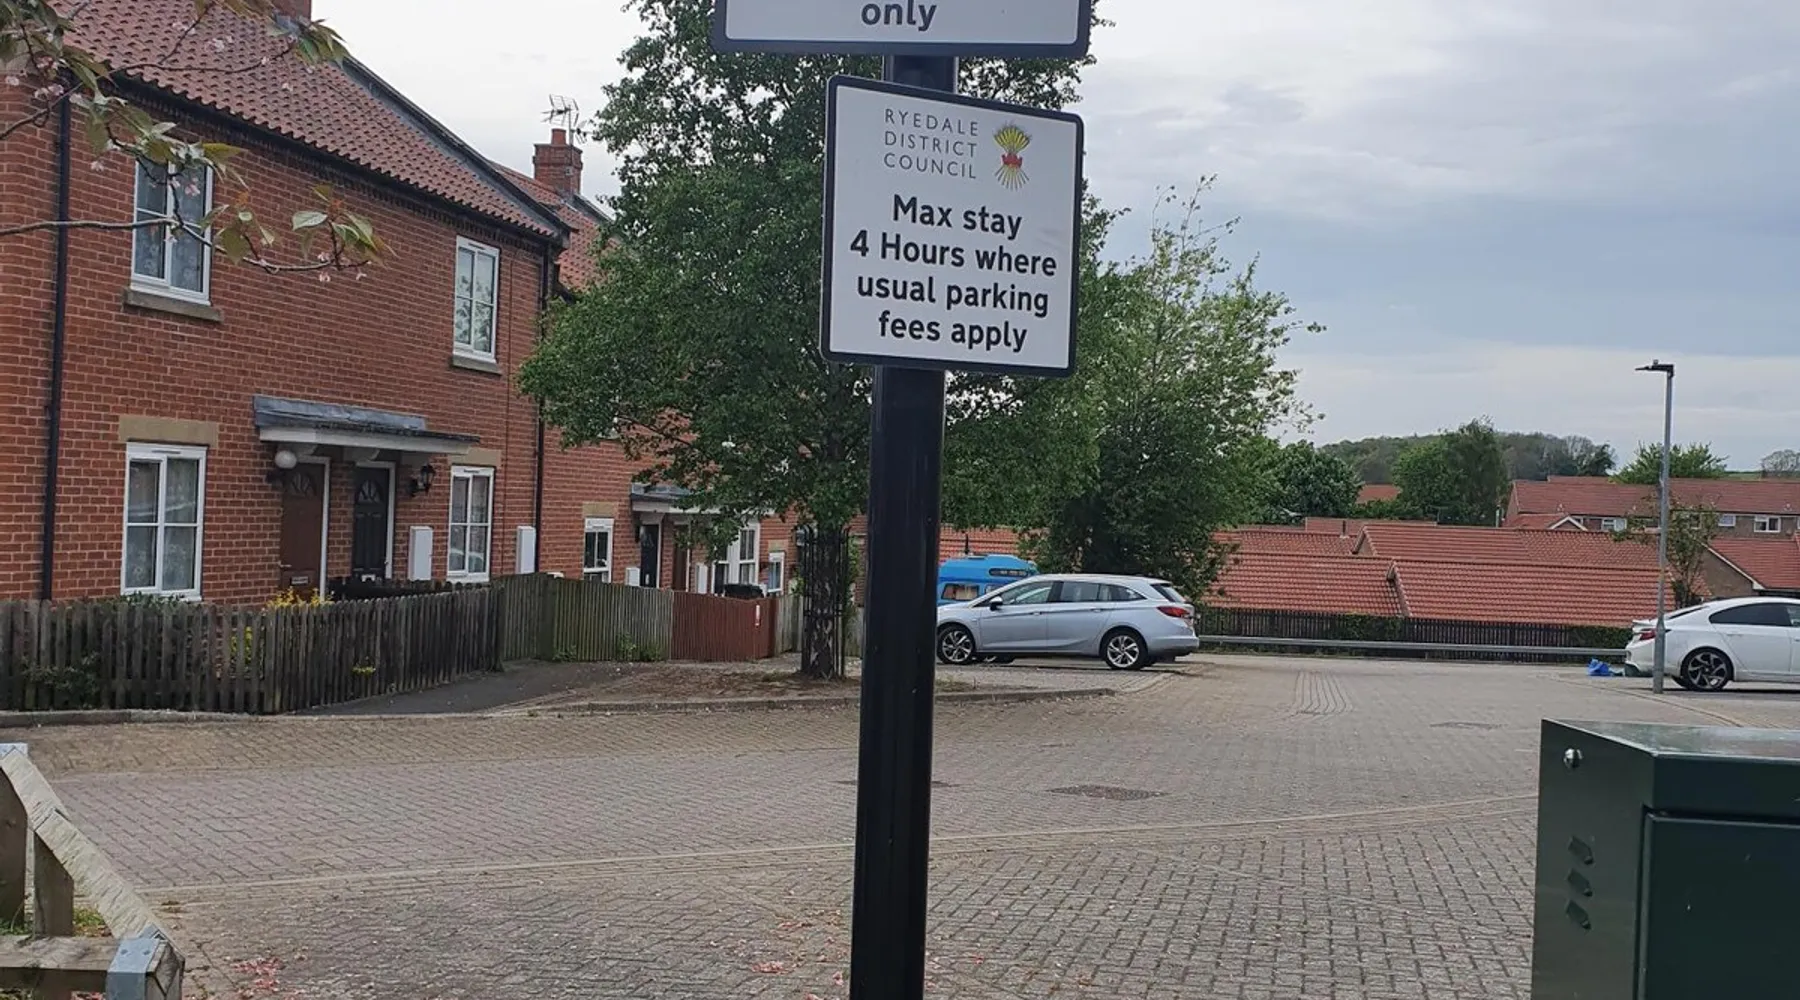 only
RYEDALE
DISTRICT
COUNCIL
Max stay
4 Hours where
usual parking
fees apply